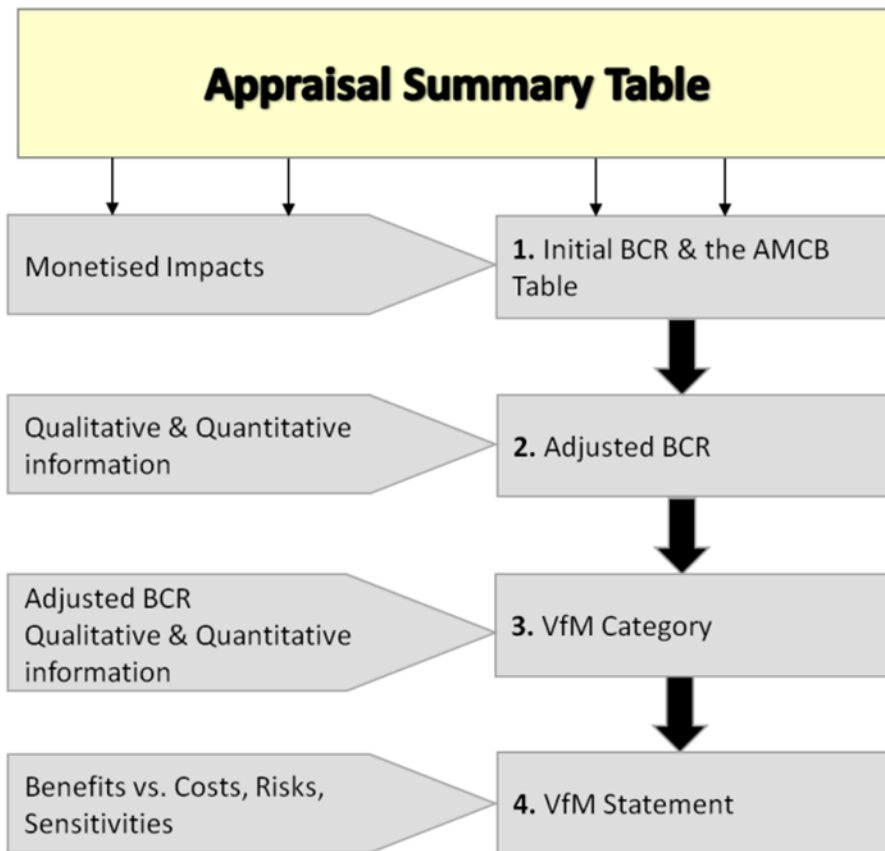 Appraisal Summary Table
Monetised Impacts
1. Initial BCR & the AMCB
Table
Qualitative & Quantitative
information
2. Adjusted BCR
Adjusted BCR
Qualitative & Quantitative
information
3. VfM Category
Benefits vs. Costs, Risks,
Sensitivities
4. VfM Statement